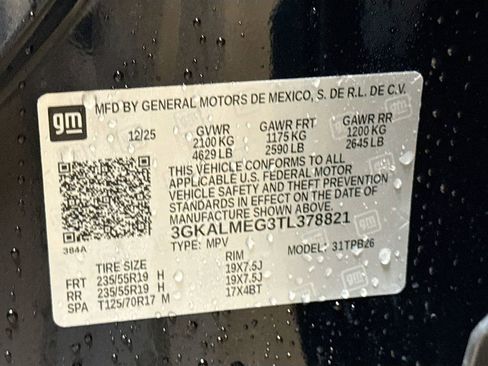 gm
MFD BY GENERAL MOTORS DE MEXICO, S. DE R.L. DE C.V.
12/25 GVWR GAWR FRT GAWR RR
2100 KG 1175 KG 1200 KG
4629 LB 2590 LB 2645 LB
THIS VEHICLE CONFORMS TO ALL
APPLICABLE U.S. FEDERAL MOTOR
VEHICLE SAFETY AND THEFT PREVENTION
STANDARDS IN EFFECT ON THE DATE OF
MANUFACTURE SHOWN ABOVE.
3GKALMEG3TL378821
384A TYPE: MPV MODEL: 31TPB26
TIRE SIZE RIM
FRT 235/55R19 H 19X7.5J
RR 235/55R19 H 19X7.5J
SPA T125/70R17 M 17X4BT